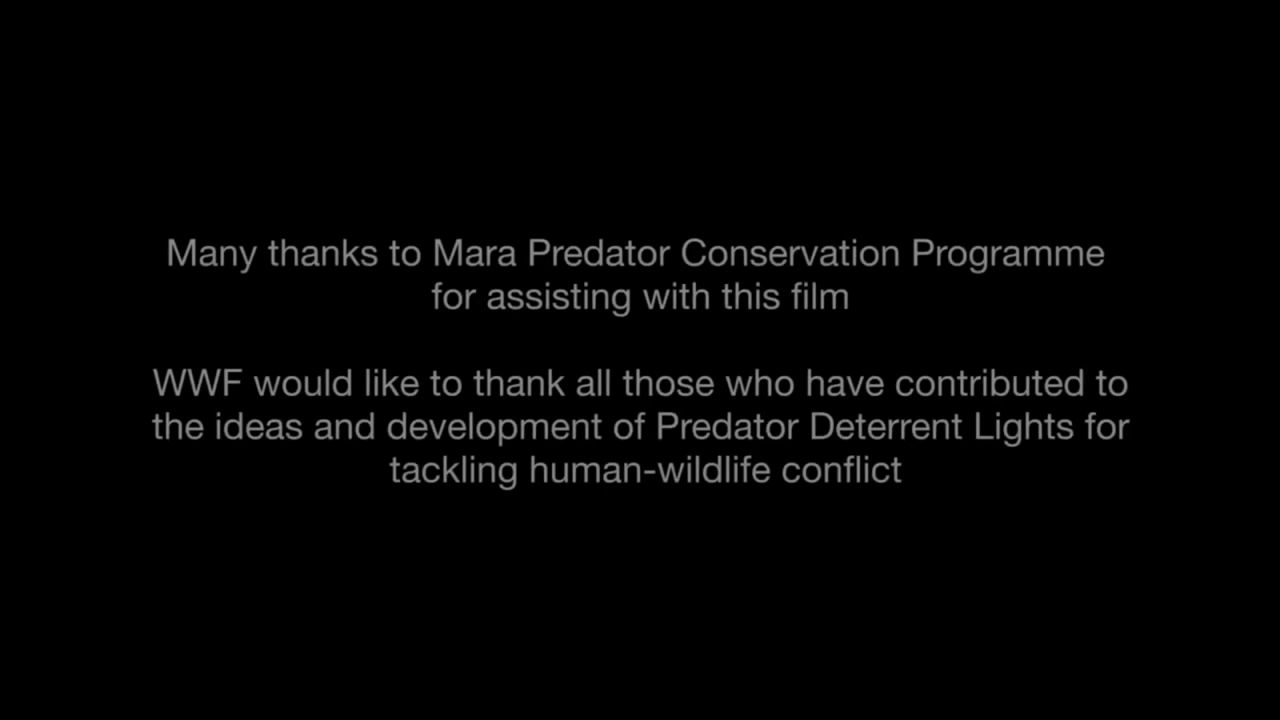 Many thanks to Mara Predator Conservation Programme
for assisting with this film
WWF would like to thank all those who have contributed to
the ideas and development of Predator Deterrent Lights for
tackling human-wildlife conflict